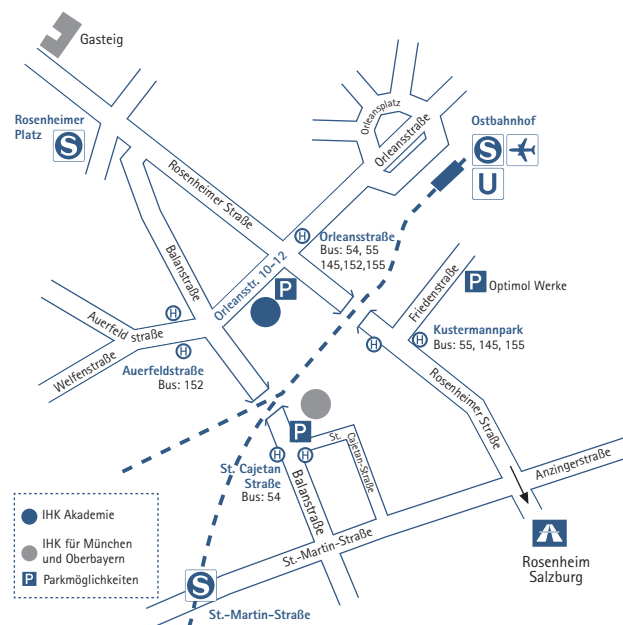 Gasteig
Rosenheimer
Platz
S
Orleansplatz
Orleansstraße
Ostbahnhof
S
U
Rosenheimer Straße
H
Orleansstraße
Bus: 54, 55
145,152,155
Orleansstr. 10-12
P
Balanstraße
Friedenstraße
P
Optimol Werke
H
Auerfeld straße
H
Welfenstraße
Auerfeldstraße
Bus: 152
H
H
Kustermannpark
Bus: 55, 145, 155
Rosenheimer Straße
P
St.
Cajetan-Straße
H
H
St. Cajetan
Straße
Bus: 54
Balanstraße
Anzingerstraße
St.-Martin-Straße
Rosenheim
Salzburg
S
St.-Martin-Straße
IHK Akademie
IHK für München
und Oberbayern
P
Parkmöglichkeiten